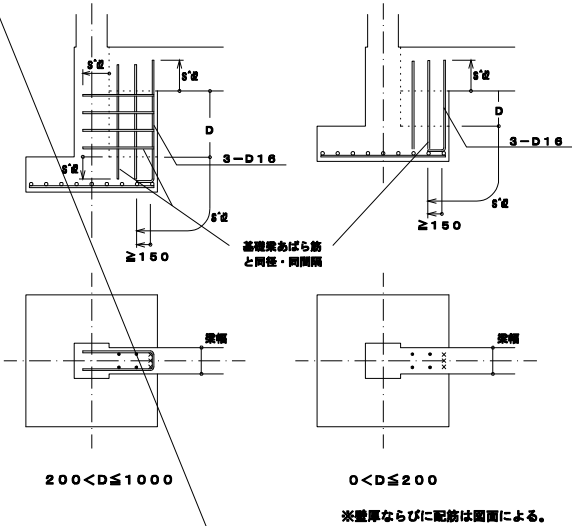 D
D
3-D16
3-D16
≧150
≧150
基礎梁あばら筋
と同径・同間隔
梁幅
梁幅
200<D≦1000
0<D≦200
※壁厚ならびに配筋は図面による。